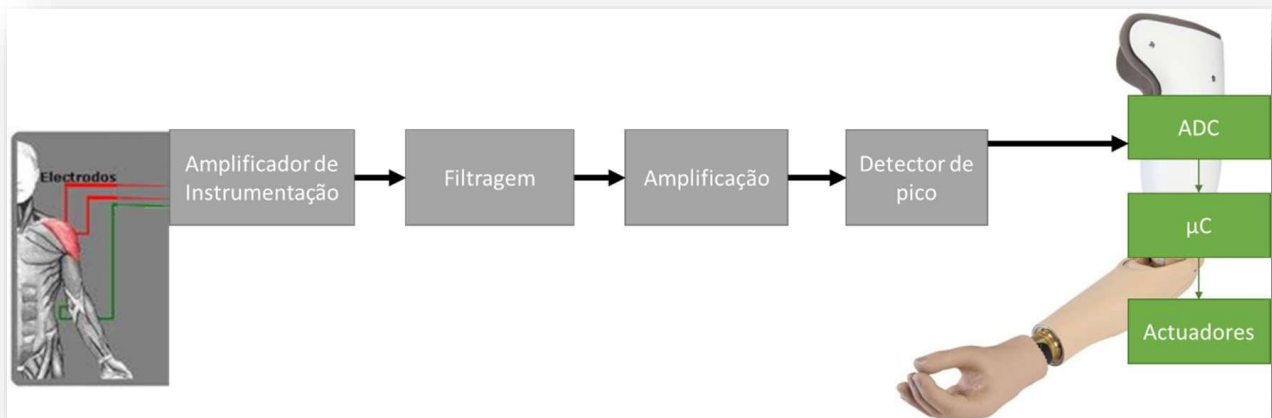 Electrodos
Amplificador de
Instrumentação
Filtragem
Amplificação
Detector de
pico
ADC
µC
Actuadores